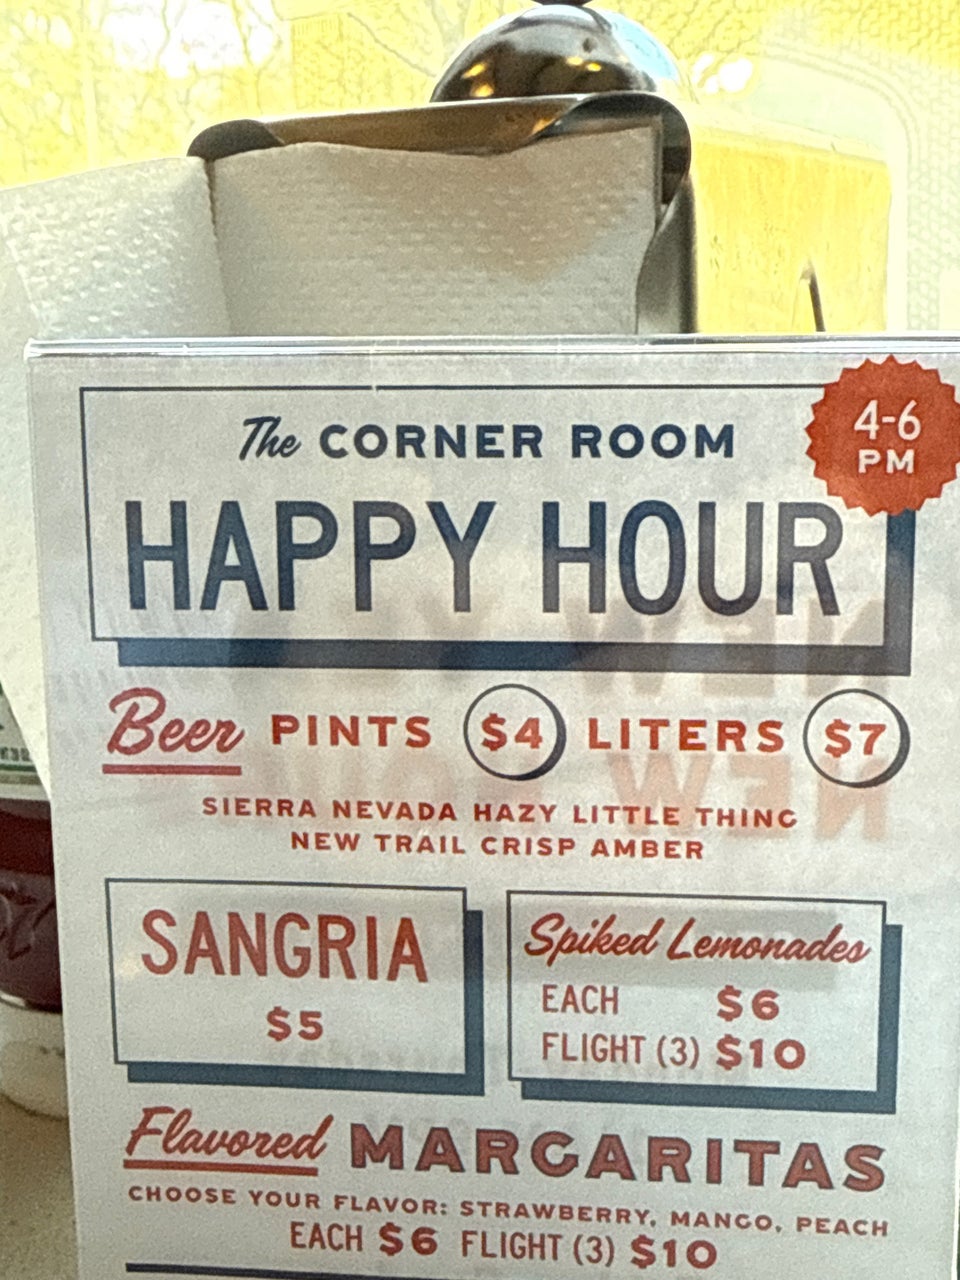 The CORNER ROOM
4-6
PM
HAPPY HOUR
Beer PINTS $4 LITERS $7
SIERRA NEVADA HAZY LITTLE THING
NEW TRAIL CRISP AMBER
SANGRIA
$5
Spiked Lemonades
EACH $6
FLIGHT (3) $10
Flavored MARGARITAS
CHOOSE YOUR FLAVOR: STRAWBERRY, MANGO, PEACH
EACH $6 FLIGHT (3) $10